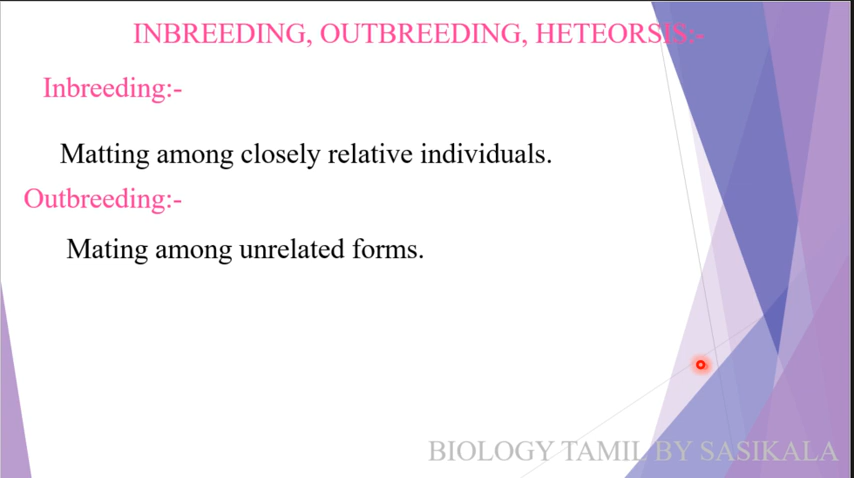 INBREEDING, OUTBREEDING, HETEORSIS:-
Inbreeding:-
Matting among closely relative individuals.
Outbreeding:-
Mating among unrelated forms.
BIOLOGY TAMIL BY SASIKALA